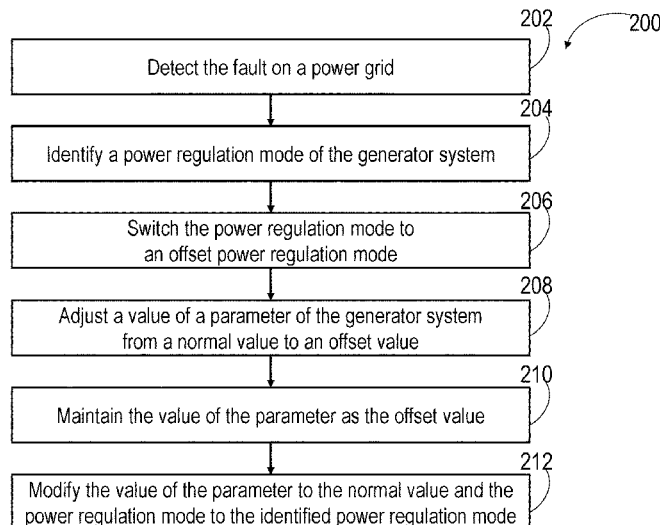 202
200
Detect the fault on a power grid
204
Identify a power regulation mode of the generator system
206
Switch the power regulation mode to
an offset power regulation mode
208
Adjust a value of a parameter of the generator system
from a normal value to an offset value
210
Maintain the value of the parameter as the offset value
212
Modify the value of the parameter to the normal value and the
power regulation mode to the identified power regulation mode